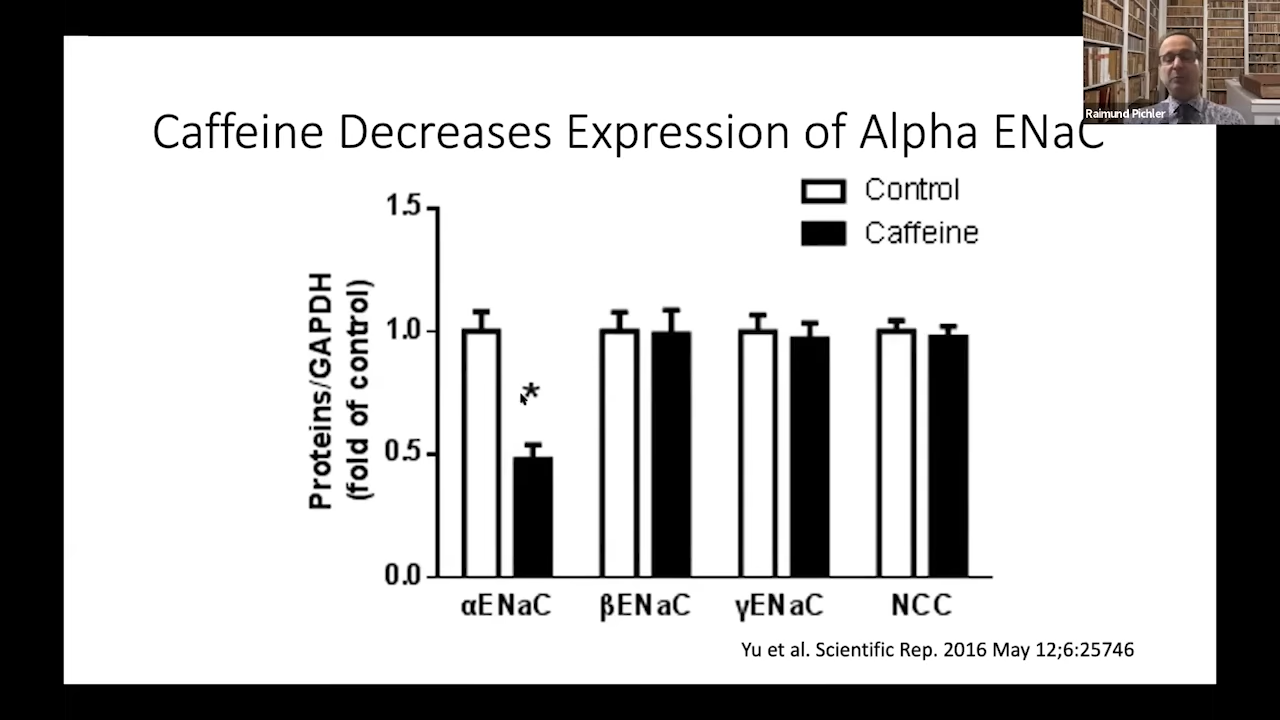 Raimund Pichler
Caffeine Decreases Expression of Alpha ENaC
Control
Caffeine
Proteins/GAPDH
(fold of control)
1.5
1.0
0.5
0.0
*
αENaC βENaC γENaC NCC
Yu et al. Scientific Rep. 2016 May 12;6:25746